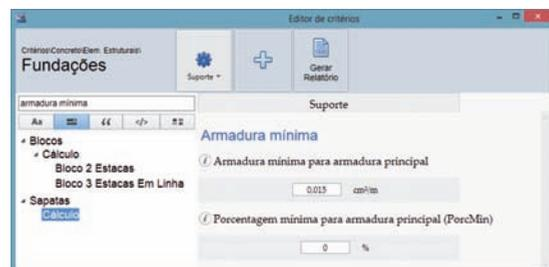 Editor de critérios
Critérios\Concreto\Elem. Estruturais\
Fundações
Suporte
Gerar
Relatório
armadura mínima
Suporte
Aa
Blocos
Cálculo
Bloco 2 Estacas
Bloco 3 Estacas Em Linha
Sapatas
Cálculo
Armadura mínima
Armadura mínima para armadura principal
0,015 cm²/m
Porcentagem mínima para armadura principal (PorcMin)
0 %